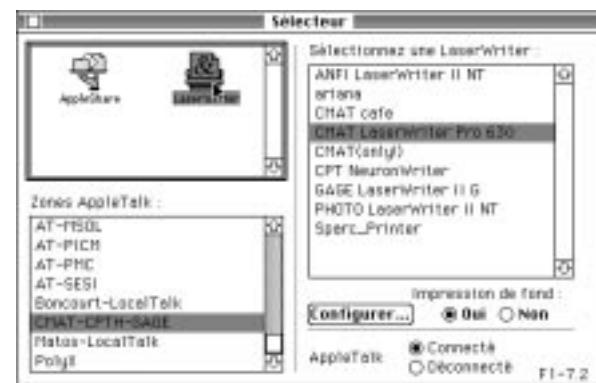 Sélecteur
AppleShare
LaserWriter
Sélectionnez une LaserWriter :
ANFI LaserWriter II NT
ariana
CMAT cafe
CMAT LaserWriter Pro 630
CMAT(only!)
CPT NeuronWriter
GAGE LaserWriter II G
PHOTO LaserWriter II NT
Sparc_Printer
Zones AppleTalk :
AT-MSOL
AT-PICM
AT-PMC
AT-SESI
Boncourt-LocalTalk
CMAT-CPTH-GAGE
Matos-LocalTalk
PolyX
Impression de fond :
Configurer...
Oui
Non
AppleTalk
Connecté
Déconnecté
F1-7.2